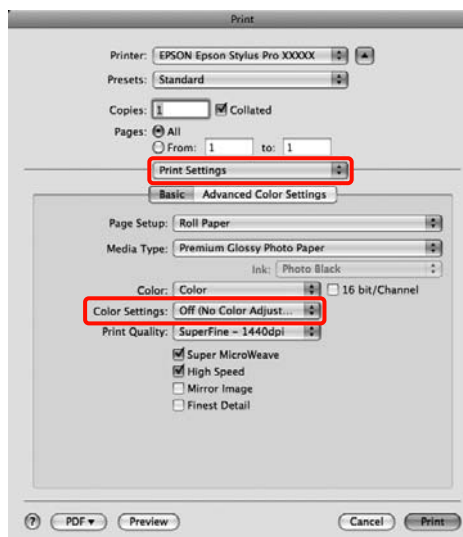 Print
Printer: EPSON Epson Stylus Pro XXXXX
Presets: Standard
Copies: 1 Collated
Pages: All
From: 1 to: 1
Print Settings
Basic Advanced Color Settings
Page Setup: Roll Paper
Media Type: Premium Glossy Photo Paper
Ink: Photo Black
Color: Color 16 bit/Channel
Color Settings: Off (No Color Adjust...
Print Quality: SuperFine – 1440dpi
Super MicroWeave
High Speed
Mirror Image
Finest Detail
? PDF Preview Cancel Print